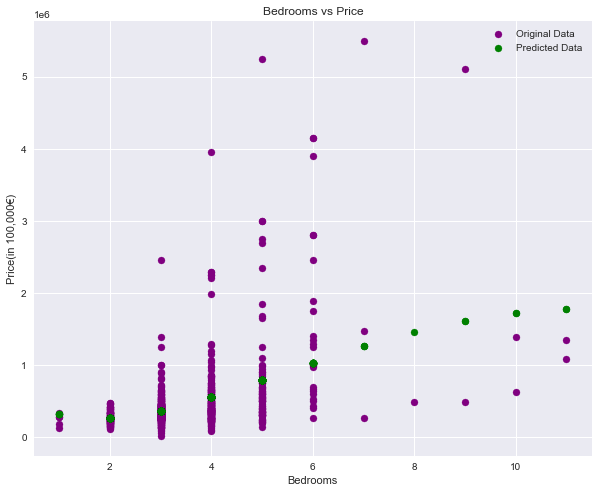 Bedrooms vs Price
1e6
Original Data
Predicted Data
5
4
3
2
1
0
Price(in 100,000€)
2
4
6
8
10
Bedrooms